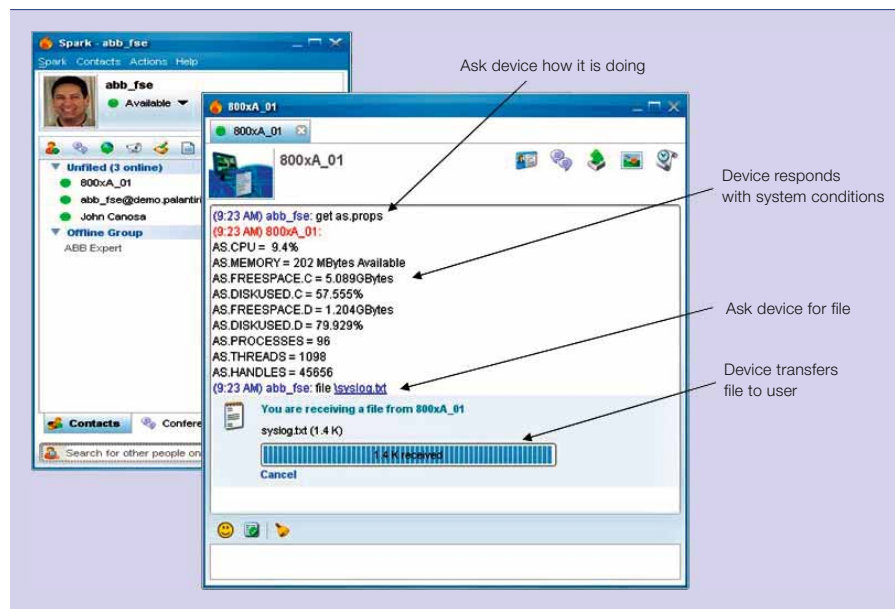 Spark - abb_fse
Spark Contacts Actions Help
abb_fse
Available
Unfiled (3 online)
800xA_01
abb_fse@demo.palantiri
John Canosa
Offline Group
ABB Expert
Contacts
Confere
Search for other people on
800xA_01
800xA_01
800xA_01
(9:23 AM) abb_fse: get as.props
(9:23 AM) 800xA_01:
AS.CPU = 9.4%
AS.MEMORY = 202 MBytes Available
AS.FREESPACE.C = 5.089GBytes
AS.DISKUSED.C = 57.555%
AS.FREESPACE.D = 1.204GBytes
AS.DISKUSED.D = 79.929%
AS.PROCESSES = 96
AS.THREADS = 1098
AS.HANDLES = 45656
(9:23 AM) abb_fse: file \syslog.txt
You are receiving a file from 800xA_01
syslog.txt (1.4 K)
1.4 K received
Cancel
Ask device how it is doing
Device responds
with system conditions
Ask device for file
Device transfers
file to user